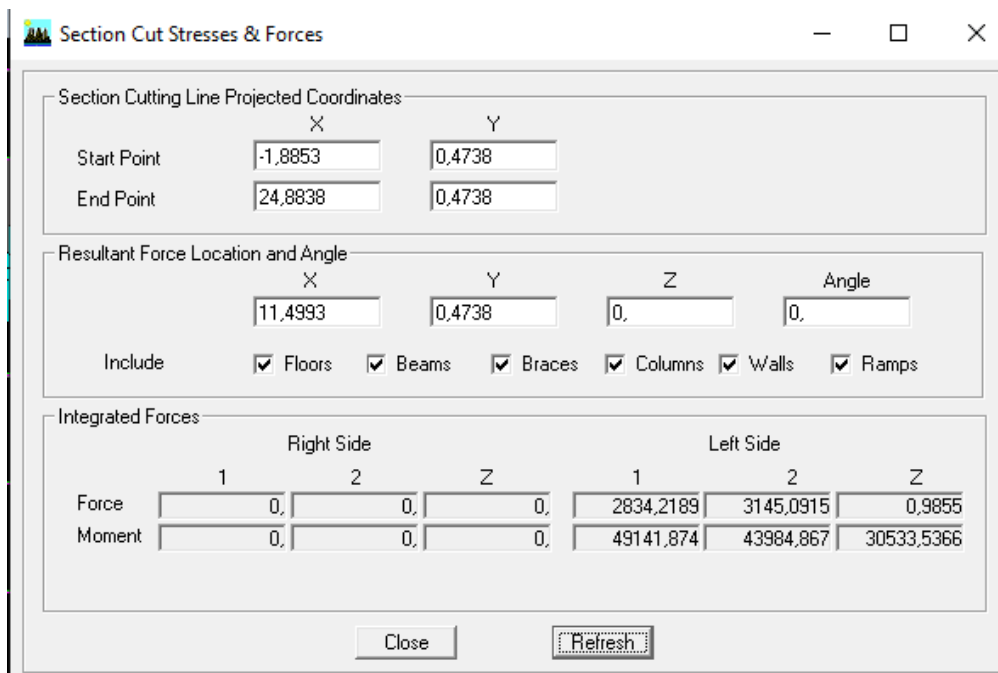 Section Cut Stresses & Forces
Section Cutting Line Projected Coordinates
X Y
Start Point -1,8853 0,4738
End Point 24,8838 0,4738
Resultant Force Location and Angle
X Y Z Angle
11,4993 0,4738 0, 0,
Include Floors Beams Braces Columns Walls Ramps
Integrated Forces
Right Side Left Side
1 2 Z 1 2 Z
Force 0, 0, 0, 2834,2189 3145,0915 0,9855
Moment 0, 0, 0, 49141,874 43984,867 30533,5366
Close Refresh